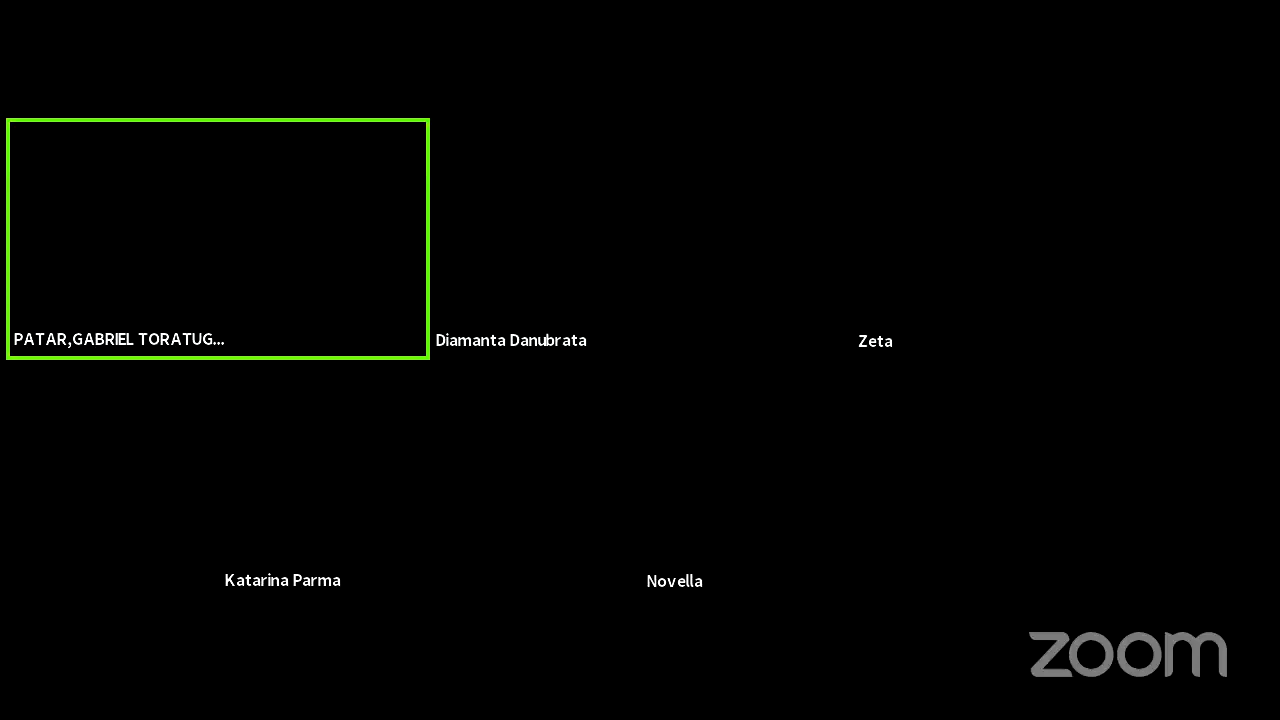 PATAR,GABRIEL TORATUG...
Diamanta Danubrata
Zeta
Katarina Parma
Novella
zoom